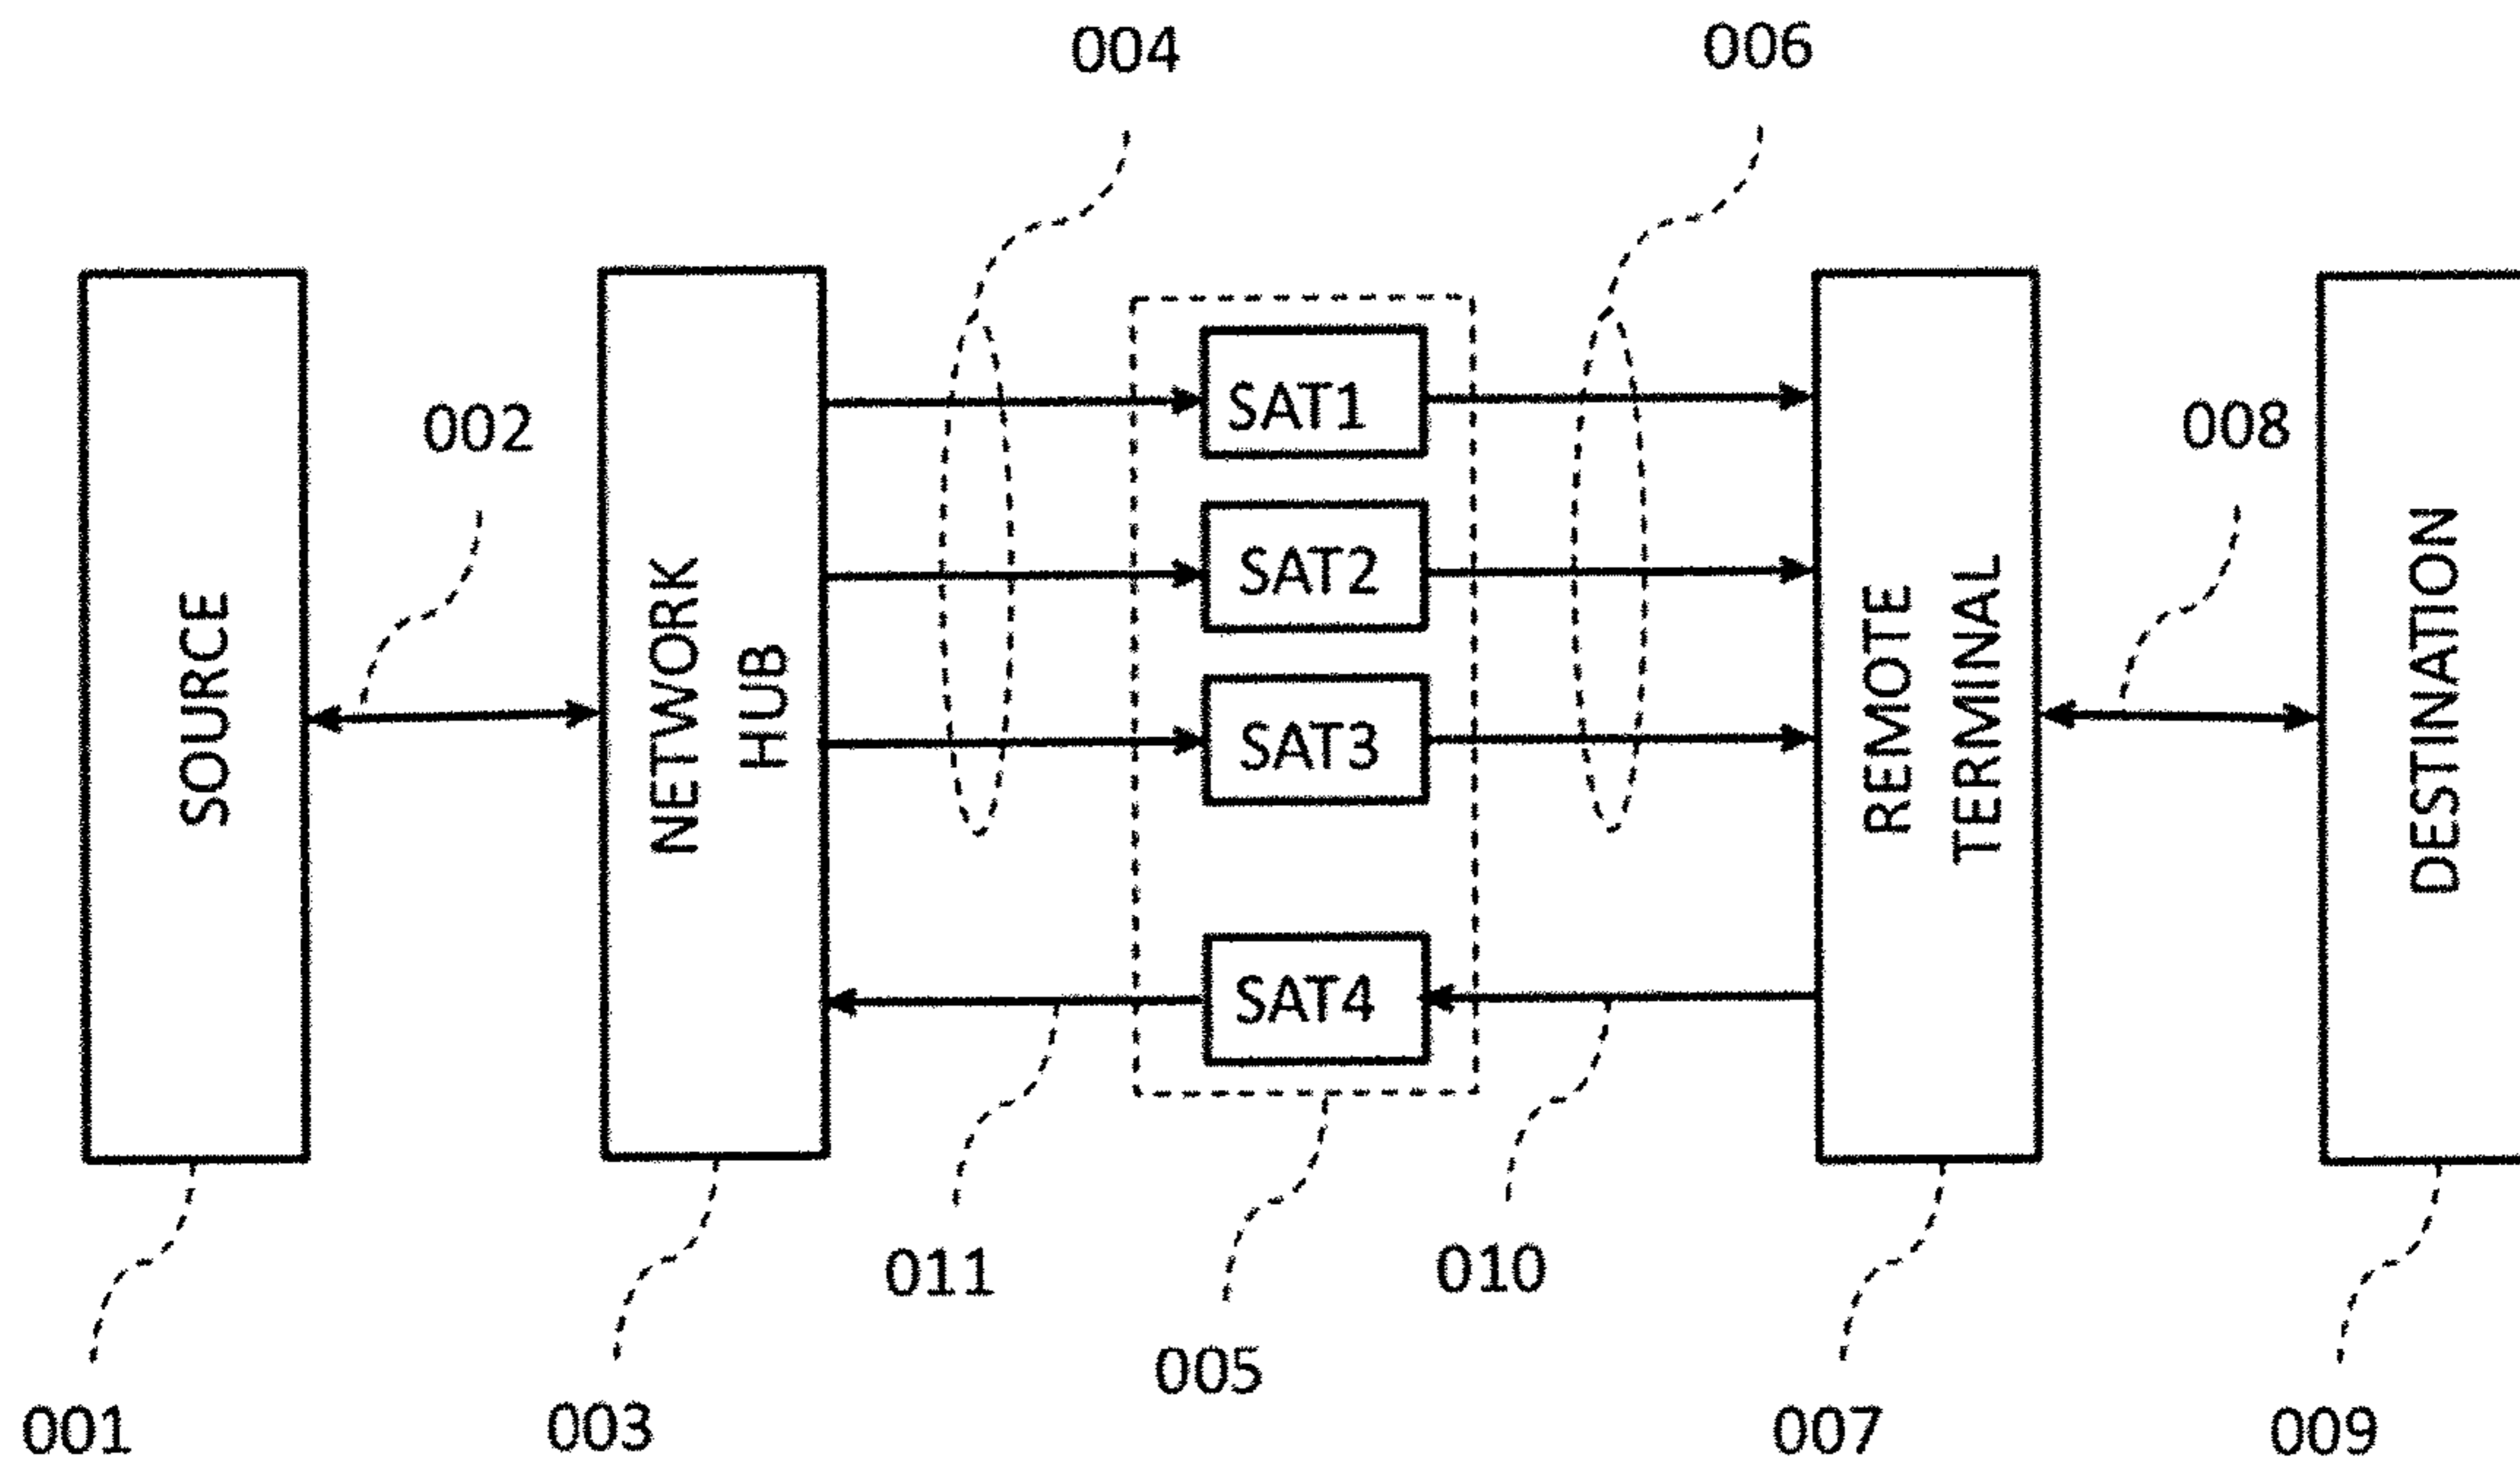 004
006
002
008
SOURCE
NETWORK
HUB
SAT1
SAT2
SAT3
SAT4
REMOTE
TERMINAL
DESTINATION
011
010
005
001
003
007
009